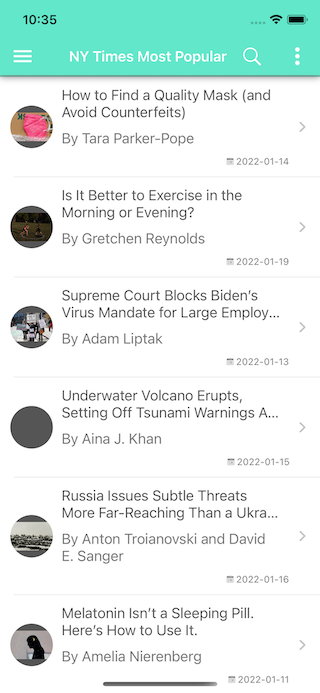 10:35
NY Times Most Popular
How to Find a Quality Mask (and
Avoid Counterfeits)
By Tara Parker-Pope
2022-01-14
Is It Better to Exercise in the
Morning or Evening?
By Gretchen Reynolds
2022-01-19
Supreme Court Blocks Biden’s
Virus Mandate for Large Employ...
By Adam Liptak
2022-01-13
Underwater Volcano Erupts,
Setting Off Tsunami Warnings A...
By Aina J. Khan
2022-01-15
Russia Issues Subtle Threats
More Far-Reaching Than a Ukra...
By Anton Troianovski and David
E. Sanger
2022-01-16
Melatonin Isn’t a Sleeping Pill.
Here’s How to Use It.
By Amelia Nierenberg
2022-01-11